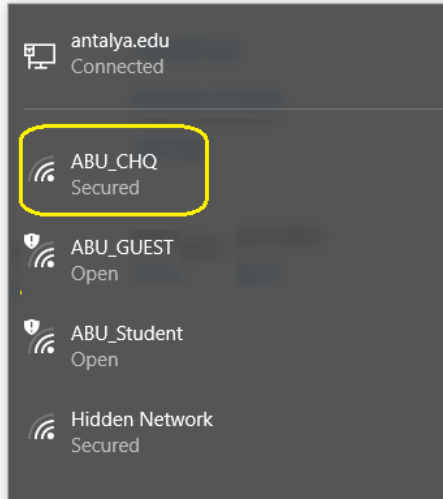 antalya.edu
Connected
ABU_CHQ
Secured
ABU_GUEST
Open
ABU_Student
Open
Hidden Network
Secured